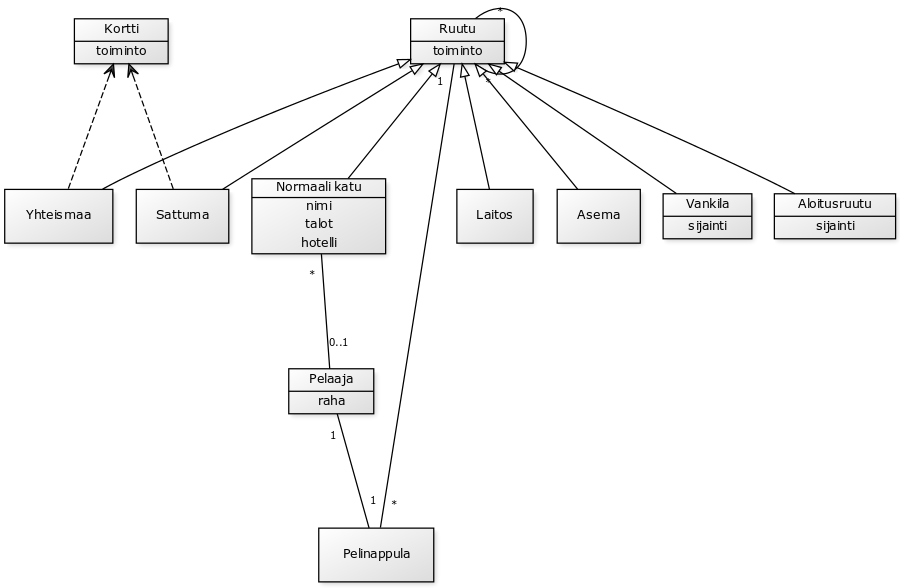 Kortti
toiminto
*
Ruutu
toiminto
1
*
Yhteismaa
Sattuma
Normaali katu
nimi
talot
hotelli
Laitos
Asema
Vankila
sijainti
Aloitusruutu
sijainti
*
0..1
Pelaaja
raha
1
1
*
Pelinappula